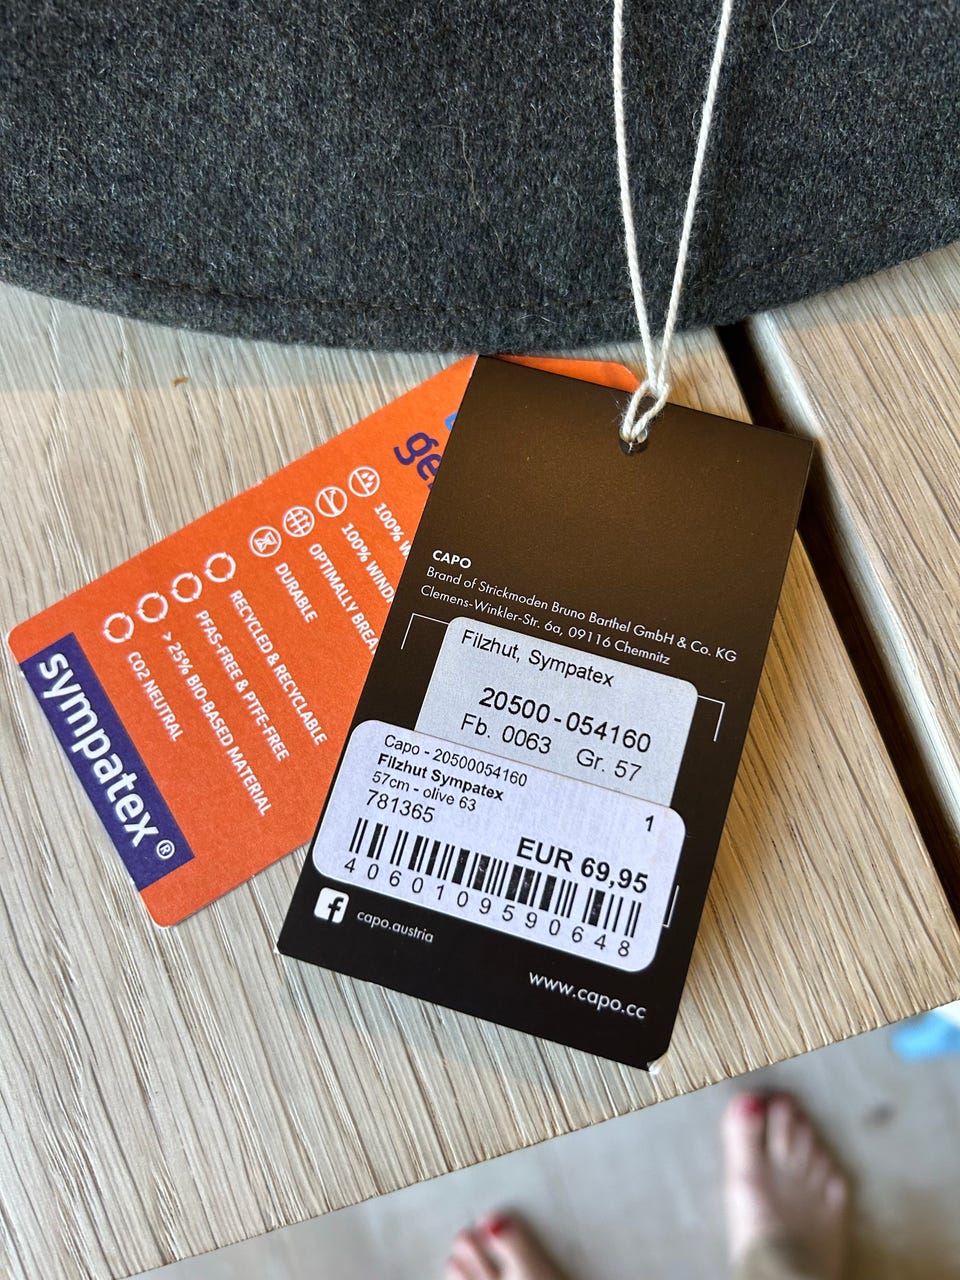 CAPO
Brand of Strickmoden Bruno Barthel GmbH & Co. KG
Clemens-Winkler-Str. 6a, 09116 Chemnitz
Filzhut, Sympatex
20500-054160
Fb. 0063 Gr. 57
Capo - 20500054160
Filzhut Sympatex
57cm - olive 63
781365
1
EUR 69,95
4060109590648
capo.austria
www.capo.cc
100%
100%
OPTIMALLY
DURABLE
RECYCLED & RECYCLABLE
PFAS-FREE & PTFE-FREE
> 25% BIO-BASED MATERIAL
CO2 NEUTRAL
sympatex®